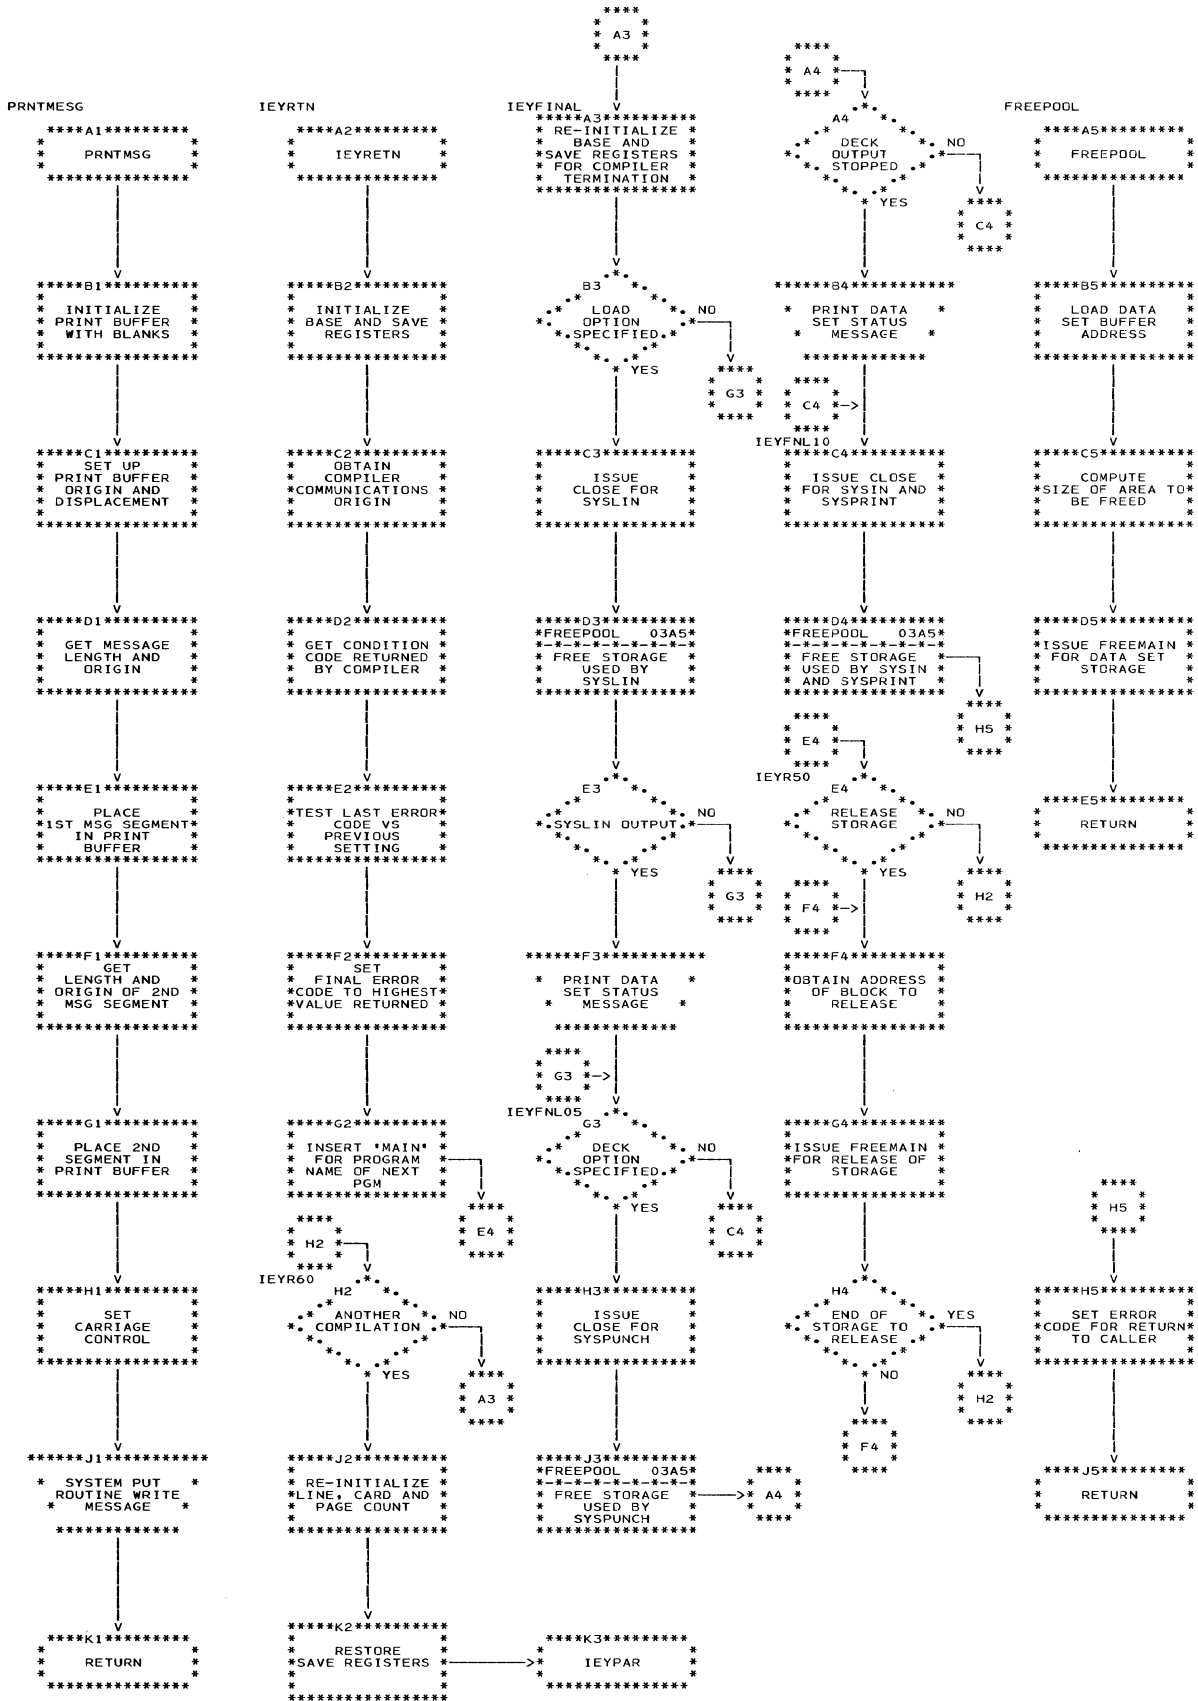 PRNTMESG
A1
PRNTMSG
B1
INITIALIZE
PRINT BUFFER
WITH BLANKS
C1
SET UP
PRINT BUFFER
ORIGIN AND
DISPLACEMENT
D1
GET MESSAGE
LENGTH AND
ORIGIN
E1
PLACE
1ST MSG SEGMENT
IN PRINT
BUFFER
F1
GET
LENGTH AND
ORIGIN OF 2ND
MSG SEGMENT
G1
PLACE 2ND
SEGMENT IN
PRINT BUFFER
H1
SET
CARRIAGE
CONTROL
J1
SYSTEM PUT
ROUTINE WRITE
MESSAGE
K1
RETURN
IEYRTN
A2
IEYRETN
B2
INITIALIZE
BASE AND SAVE
REGISTERS
C2
OBTAIN
COMPILER
COMMUNICATIONS
ORIGIN
D2
GET CONDITION
CODE RETURNED
BY COMPILER
E2
TEST LAST ERROR
CODE VS
PREVIOUS
SETTING
F2
SET
FINAL ERROR
CODE TO HIGHEST
VALUE RETURNED
G2
INSERT 'MAIN'
FOR PROGRAM
NAME OF NEXT
PGM
E4
H2
IEYR60
H2
ANOTHER
COMPILATION
NO
YES
A3
J2
RE-INITIALIZE
LINE, CARD AND
PAGE COUNT
K2
RESTORE
SAVE REGISTERS
A3
IEYFINAL
A3
RE-INITIALIZE
BASE AND
SAVE REGISTERS
FOR COMPILER
TERMINATION
B3
LOAD
OPTION
SPECIFIED
NO
YES
G3
C3
ISSUE
CLOSE FOR
SYSLIN
D3
FREEPOOL 03A5
FREE STORAGE
USED BY
SYSLIN
E3
SYSLIN OUTPUT
NO
YES
G3
F3
PRINT DATA
SET STATUS
MESSAGE
G3
IEYFNL05
G3
DECK
OPTION
SPECIFIED
NO
YES
C4
H3
ISSUE
CLOSE FOR
SYSPUNCH
J3
FREEPOOL 03A5
FREE STORAGE
USED BY
SYSPUNCH
A4
K3
IEYPAR
A4
A4
DECK
OUTPUT
STOPPED
NO
YES
C4
B4
PRINT DATA
SET STATUS
MESSAGE
C4
IEYFNL10
C4
ISSUE CLOSE
FOR SYSIN AND
SYSPRINT
D4
FREEPOOL 03A5
FREE STORAGE
USED BY SYSIN
AND SYSPRINT
H5
E4
IEYR50
E4
RELEASE
STORAGE
NO
YES
H2
F4
F4
OBTAIN ADDRESS
OF BLOCK TO
RELEASE
G4
ISSUE FREEMAIN
FOR RELEASE OF
STORAGE
H4
END OF
STORAGE TO
RELEASE
YES
NO
H2
F4
FREEPOOL
A5
FREEPOOL
B5
LOAD DATA
SET BUFFER
ADDRESS
C5
COMPUTE
SIZE OF AREA TO
BE FREED
D5
ISSUE FREEMAIN
FOR DATA SET
STORAGE
E5
RETURN
H5
H5
SET ERROR
CODE FOR RETURN
TO CALLER
J5
RETURN